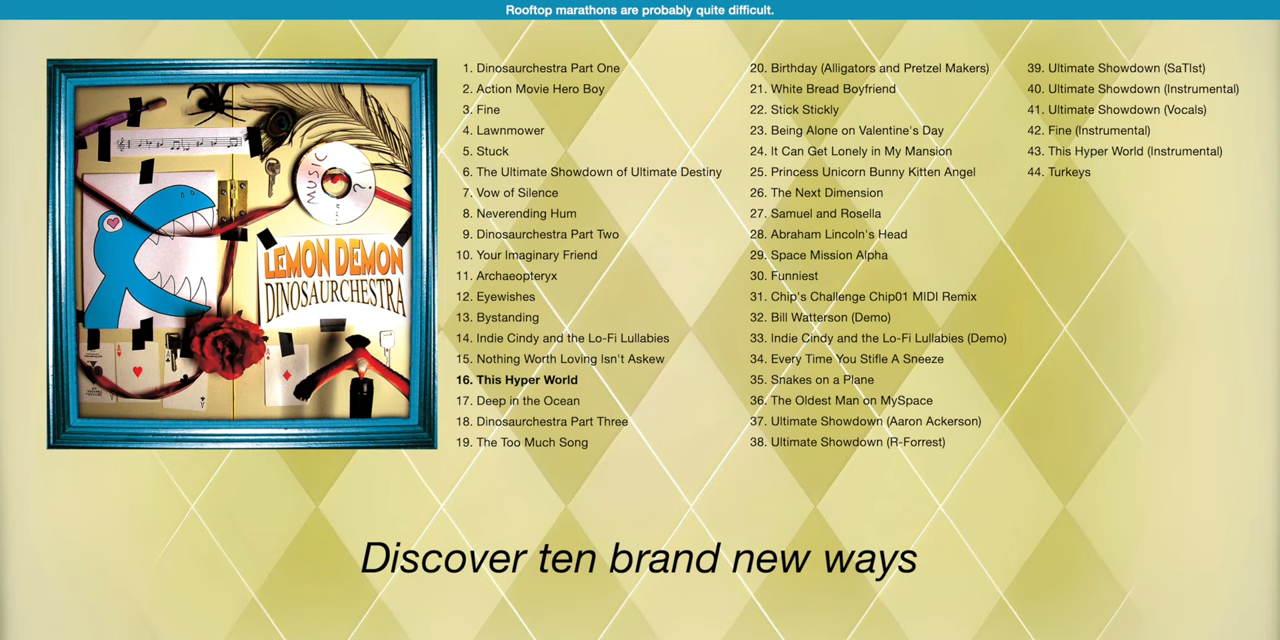 Rooftop marathons are probably quite difficult.
MUSIC
LEMON DEMON
DINOSAURCHESTRA
1. Dinosaurchestra Part One
2. Action Movie Hero Boy
3. Fine
4. Lawnmower
5. Stuck
6. The Ultimate Showdown of Ultimate Destiny
7. Vow of Silence
8. Neverending Hum
9. Dinosaurchestra Part Two
10. Your Imaginary Friend
11. Archaeopteryx
12. Eyewishes
13. Bystanding
14. Indie Cindy and the Lo-Fi Lullabies
15. Nothing Worth Loving Isn't Askew
16. This Hyper World
17. Deep in the Ocean
18. Dinosaurchestra Part Three
19. The Too Much Song
20. Birthday (Alligators and Pretzel Makers)
21. White Bread Boyfriend
22. Stick Stickly
23. Being Alone on Valentine's Day
24. It Can Get Lonely in My Mansion
25. Princess Unicorn Bunny Kitten Angel
26. The Next Dimension
27. Samuel and Rosella
28. Abraham Lincoln's Head
29. Space Mission Alpha
30. Funniest
31. Chip's Challenge Chip01 MIDI Remix
32. Bill Watterson (Demo)
33. Indie Cindy and the Lo-Fi Lullabies (Demo)
34. Every Time You Stifle A Sneeze
35. Snakes on a Plane
36. The Oldest Man on MySpace
37. Ultimate Showdown (Aaron Ackerson)
38. Ultimate Showdown (R-Forrest)
39. Ultimate Showdown (SaTIst)
40. Ultimate Showdown (Instrumental)
41. Ultimate Showdown (Vocals)
42. Fine (Instrumental)
43. This Hyper World (Instrumental)
44. Turkeys
Discover ten brand new ways